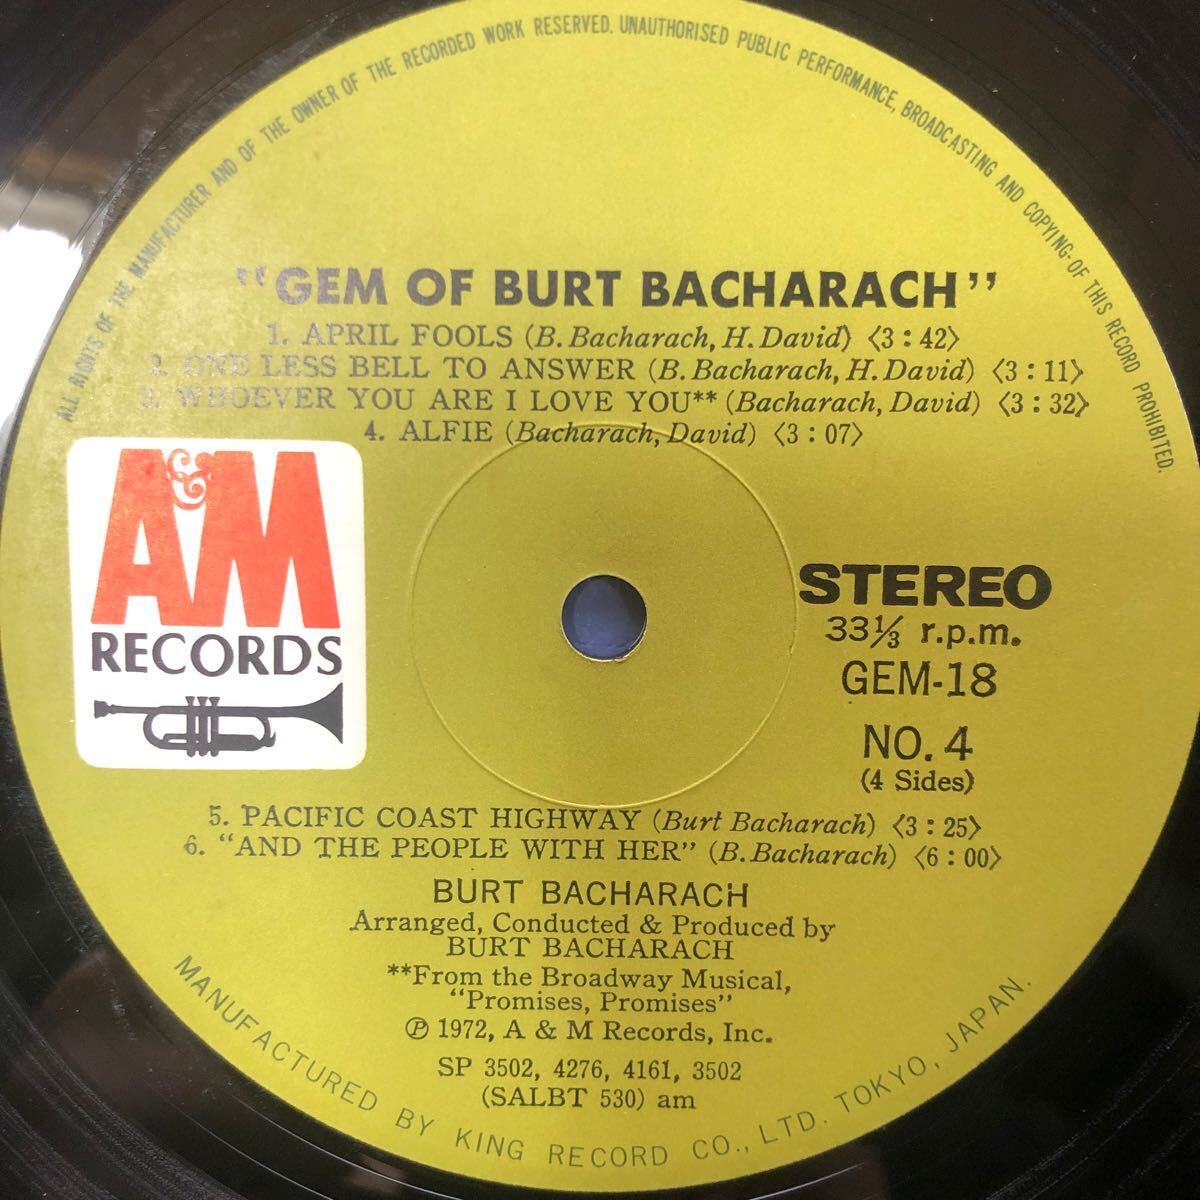 ALL RIGHTS OF THE MANUFACTURER AND OF THE OWNER OF THE RECORDED WORK RESERVED. UNAUTHORISED PUBLIC PERFORMANCE, BROADCASTING AND COPYING OF THIS RECORD PROHIBITED.
"GEM OF BURT BACHARACH"
1. APRIL FOOLS (B. Bacharach, H. David) 〈3：42〉
2. ONE LESS BELL TO ANSWER (B. Bacharach, H. David) 〈3：11〉
3. WHOEVER YOU ARE I LOVE YOU** (Bacharach, David) 〈3：32〉
4. ALFIE (Bacharach, David) 〈3：07〉
A&M
RECORDS
STEREO
33⅓ r.p.m.
GEM-18
NO. 4
(4 Sides)
5. PACIFIC COAST HIGHWAY (Burt Bacharach) 〈3：25〉
6. "AND THE PEOPLE WITH HER" (B. Bacharach) 〈6：00〉
BURT BACHARACH
Arranged, Conducted & Produced by
BURT BACHARACH
**From the Broadway Musical,
"Promises, Promises"
Ⓟ 1972, A & M Records, Inc.
SP 3502, 4276, 4161, 3502
(SALBT 530) am
MANUFACTURED BY KING RECORD CO., LTD. TOKYO, JAPAN.